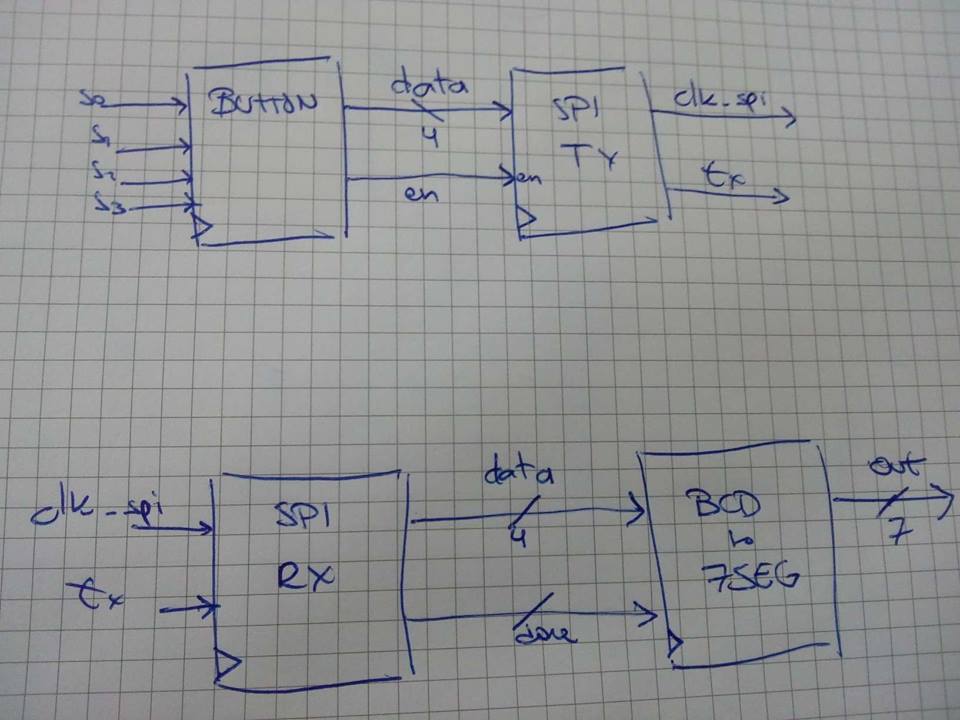 S0
S1
S2
S3
BUTTON
data
4
en
SPI
TX
en
clk_spi
tx
clk_spi
tx
SPI
RX
data
4
done
BCD
to
7SEG
out
7